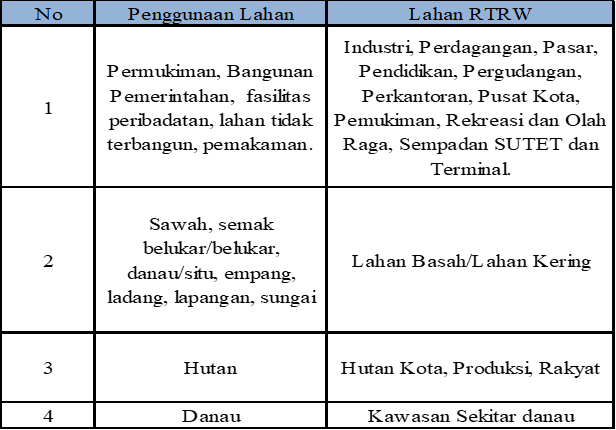 No Penggunaan Lahan Lahan RTRW
1
Permukiman, Bangunan
Pemerintahan, fasilitas
peribadatan, lahan tidak
terbangun, pemakaman.
Industri, Perdagangan, Pasar,
Pendidikan, Pergudangan,
Perkantoran, Pusat Kota,
Pemukiman, Rekreasi dan Olah
Raga, Sempadan SUTET dan
Terminal.
2
Sawah, semak
belukar/belukar,
danau/situ, empang,
ladang, lapangan, sungai
Lahan Basah/Lahan Kering
3 Hutan Hutan Kota, Produksi, Rakyat
4 Danau Kawasan Sekitar danau